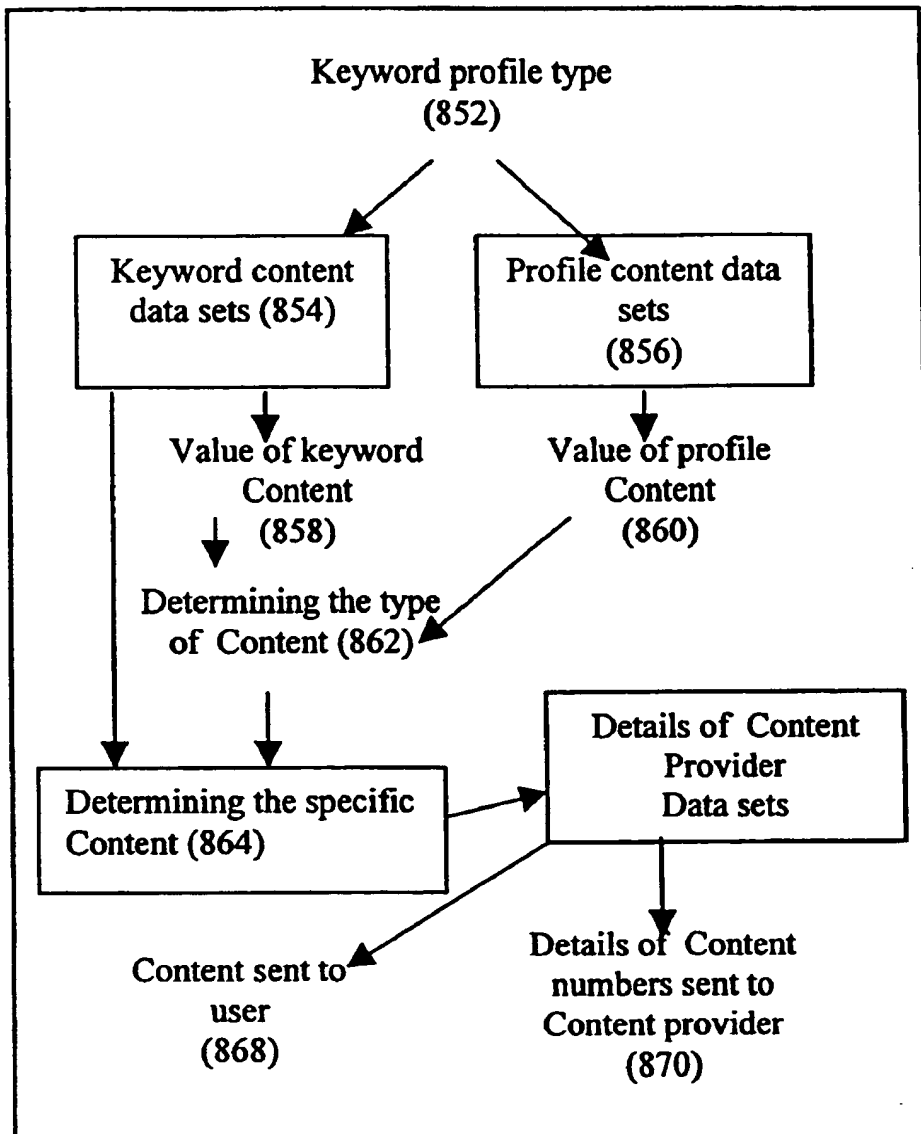 Keyword profile type
(852)
Keyword content
data sets (854)
Profile content data
sets
(856)
Value of keyword
Content
(858)
Value of profile
Content
(860)
Determining the type
of Content (862)
Determining the specific
Content (864)
Details of Content
Provider
Data sets
Content sent to
user
(868)
Details of Content
numbers sent to
Content provider
(870)